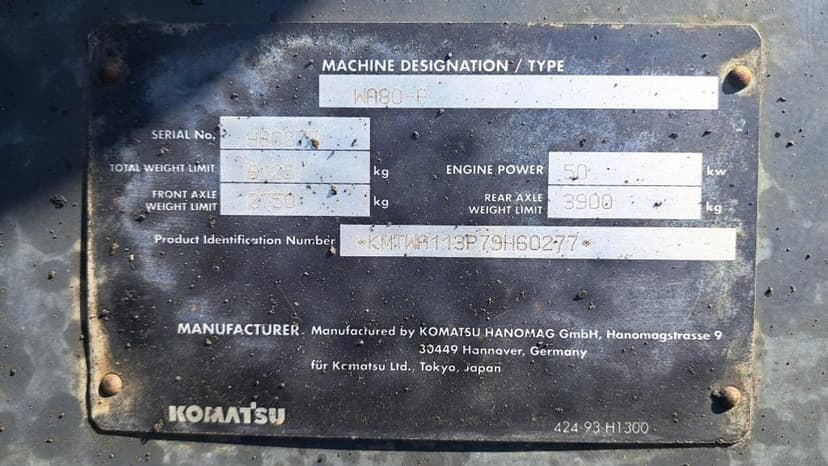 MACHINE DESIGNATION / TYPE
WA80-6
SERIAL No.
TOTAL WEIGHT LIMIT kg
ENGINE POWER 50 kw
FRONT AXLE WEIGHT LIMIT 2750 kg
REAR AXLE WEIGHT LIMIT 3900 kg
Product Identification Number *KMTWA113P79H60277*
MANUFACTURER Manufactured by KOMATSU HANOMAG GmbH, Hanomagstrasse 9
30449 Hannover, Germany
für Komatsu Ltd., Tokyo, Japan
KOMATSU
424-93-H1300